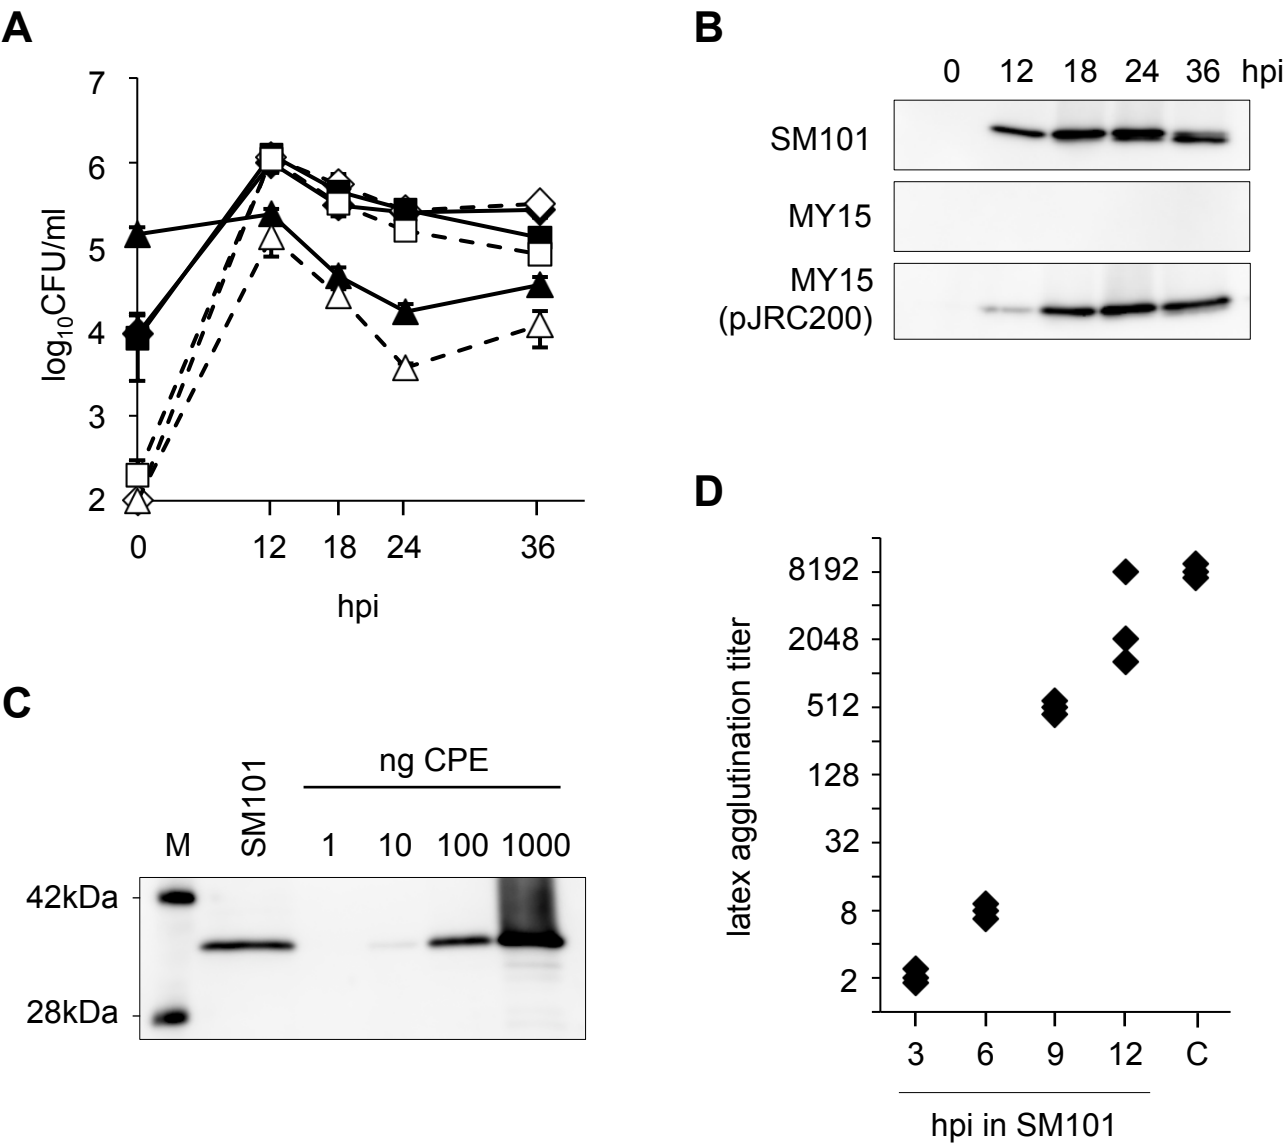 A
7
6
5
4
3
2
log10CFU/ml
0 12 18 24 36
hpi
B
0 12 18 24 36 hpi
SM101
MY15
MY15
(pJRC200)
C
ng CPE
M SM101 1 10 100 1000
42kDa
28kDa
D
8192
2048
512
128
32
8
2
latex agglutination titer
3 6 9 12 C
hpi in SM101